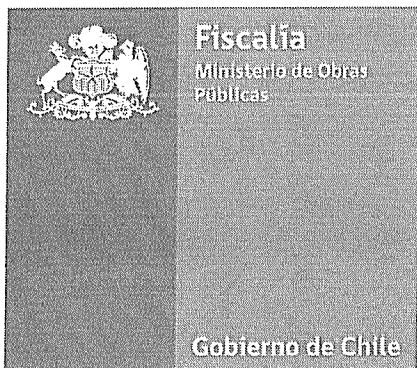 Fiscalía
Ministerio de Obras
Públicas
Gobierno de Chile